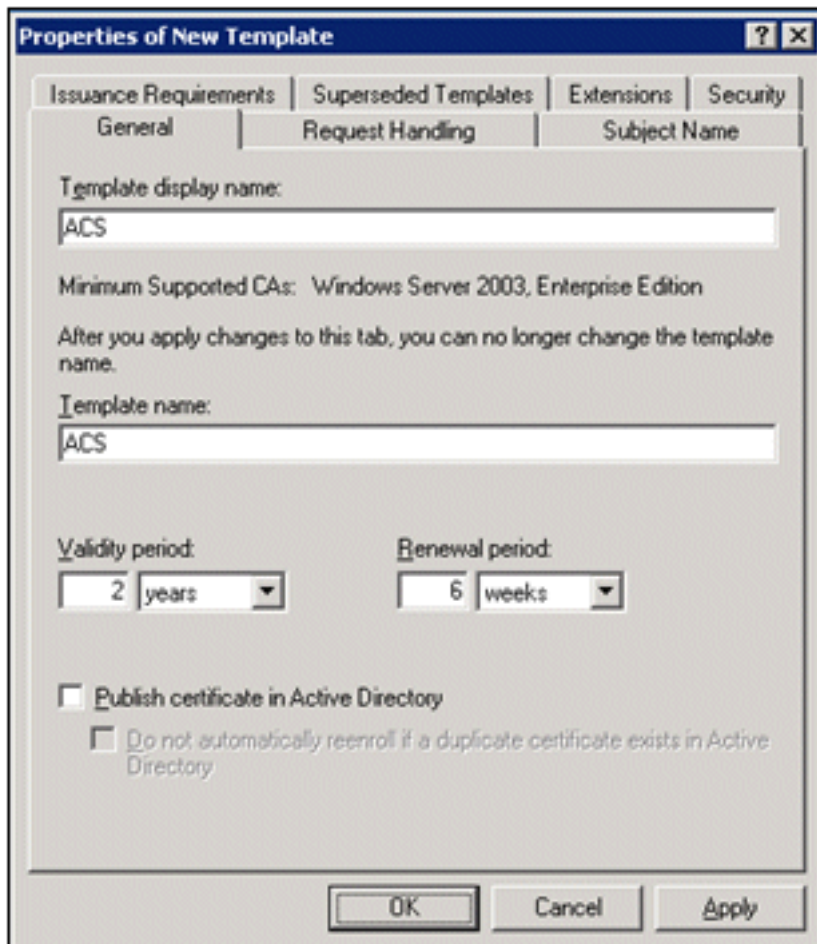 Properties of New Template
Issuance Requirements Superseded Templates Extensions Security
General Request Handling Subject Name
Template display name:
ACS
Minimum Supported CAs: Windows Server 2003, Enterprise Edition
After you apply changes to this tab, you can no longer change the template
name.
Template name:
ACS
Validity period: Renewal period:
2 years 6 weeks
Publish certificate in Active Directory
Do not automatically reenroll if a duplicate certificate exists in Active
Directory
OK Cancel Apply